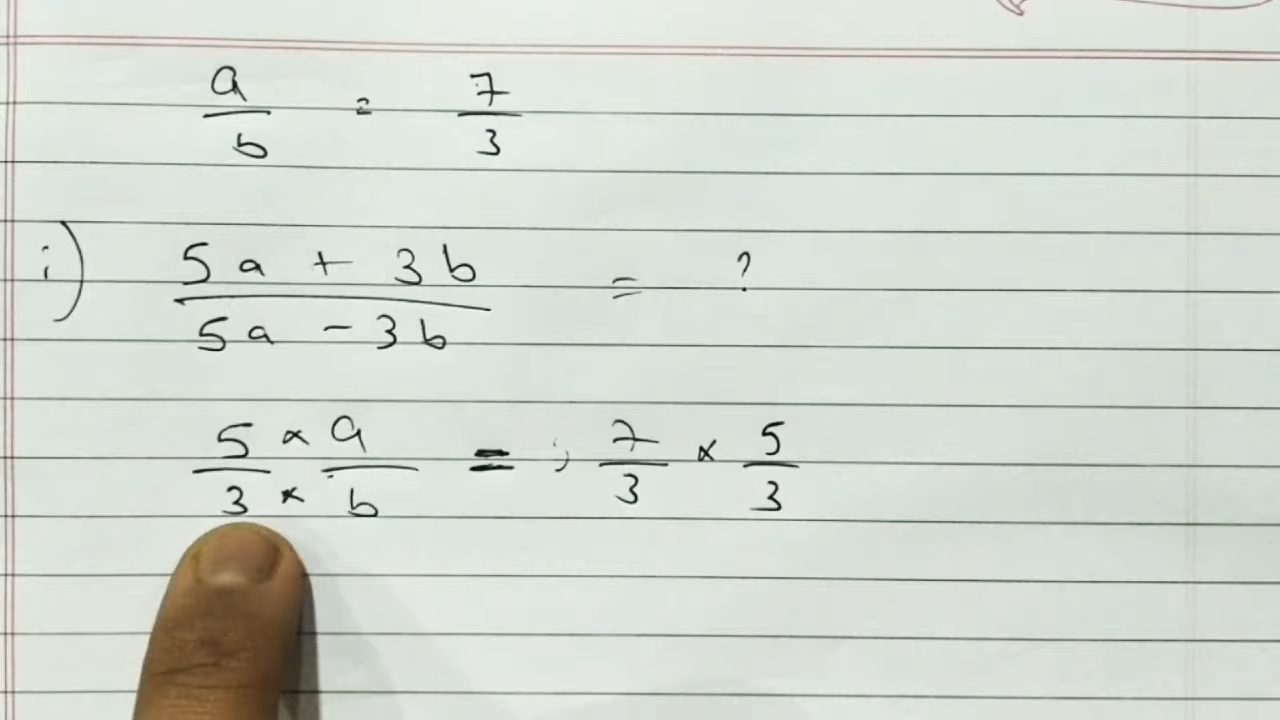 a/b = 7/3
i) (5a + 3b)/(5a - 3b) = ?
(5 × a)/(3 × b) = ; 7/3 × 5/3